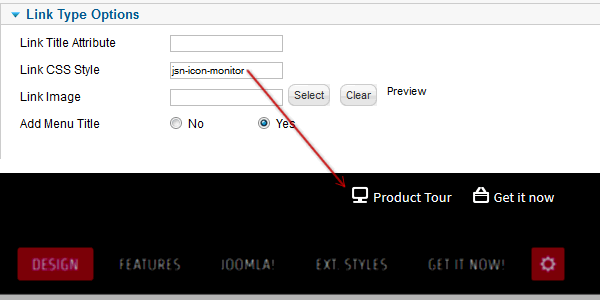 Link Type Options
Link Title Attribute
Link CSS Style jsn-icon-monitor
Link Image Select Clear Preview
Add Menu Title No Yes
Product Tour Get it now
DESIGN FEATURES JOOMLA! EXT. STYLES GET IT NOW!